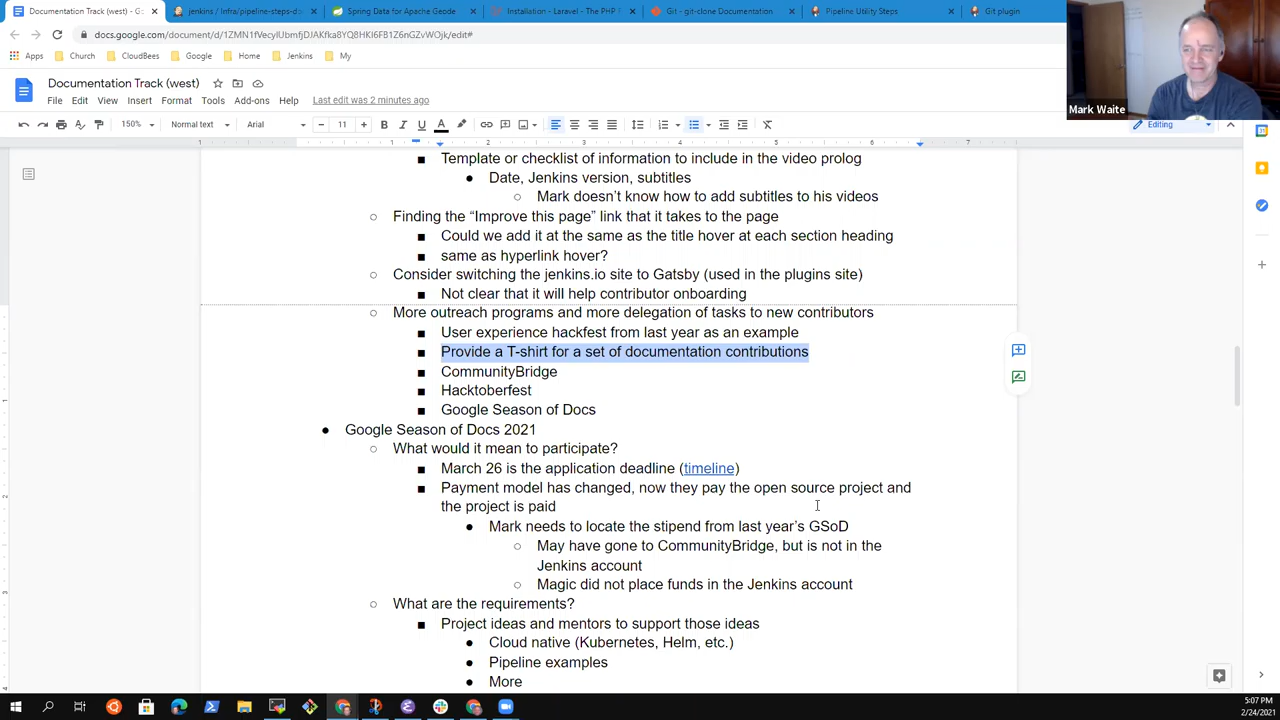 Documentation Track (west) - G
jenkins / Infra/pipeline-steps-do
Spring Data for Apache Geode
Installation - Laravel - The PHP F
Git - git-clone Documentation
Pipeline Utility Steps
Git plugin
docs.google.com/document/d/
Apps
Church
CloudBees
Google
Home
Jenkins
My
Documentation Track (west)
File Edit View Insert Format Tools Add-ons Help Last edit was 2 minutes ago
150% Normal text Arial 11
Editing
Mark Waite
Template or checklist of information to include in the video prolog
Date, Jenkins version, subtitles
Mark doesn't know how to add subtitles to his videos
Finding the “Improve this page” link that it takes to the page
Could we add it at the same as the title hover at each section heading
same as hyperlink hover?
Consider switching the jenkins.io site to Gatsby (used in the plugins site)
Not clear that it will help contributor onboarding
More outreach programs and more delegation of tasks to new contributors
User experience hackfest from last year as an example
Provide a T-shirt for a set of documentation contributions
CommunityBridge
Hacktoberfest
Google Season of Docs
Google Season of Docs 2021
What would it mean to participate?
March 26 is the application deadline (timeline)
Payment model has changed, now they pay the open source project and
the project is paid
Mark needs to locate the stipend from last year's GSoD
May have gone to CommunityBridge, but is not in the
Jenkins account
Magic did not place funds in the Jenkins account
What are the requirements?
Project ideas and mentors to support those ideas
Cloud native (Kubernetes, Helm, etc.)
Pipeline examples
More
5:07 PM
2/24/2021